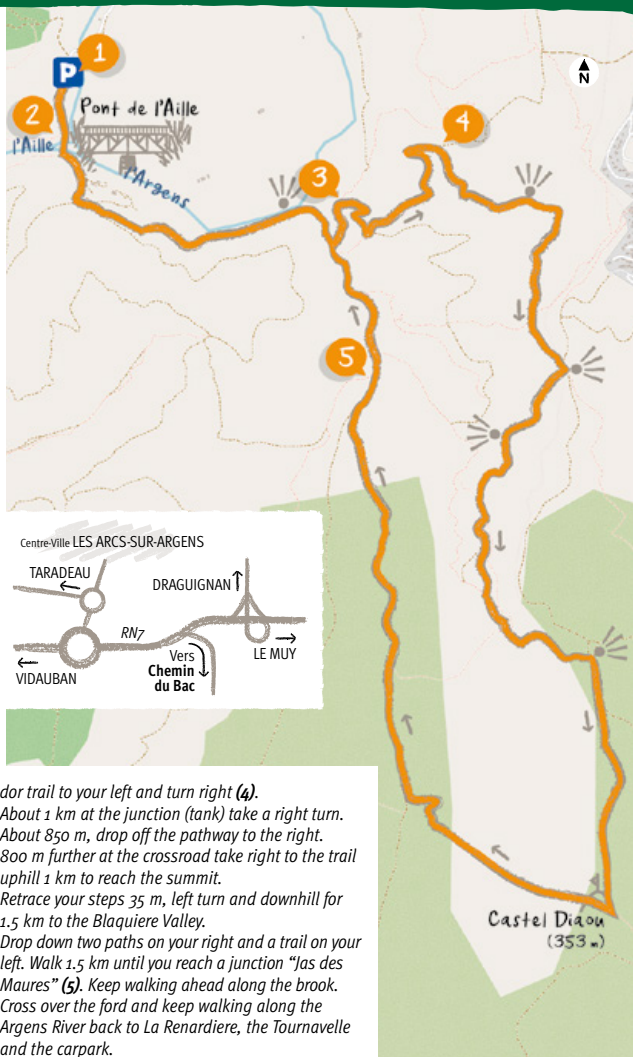 1
P
N
2
Pont de l'Aille
l'Aille
l'Argens
3
4
5
Centre-Ville LES ARCS-SUR-ARGENS
TARADEAU
DRAGUIGNAN
RN7
LE MUY
Vers
Chemin
du Bac
VIDAUBAN
Castel Diaou
(353 m)
dor trail to your left and turn right (4).
About 1 km at the junction (tank) take a right turn.
About 850 m, drop off the pathway to the right.
800 m further at the crossroad take right to the trail
uphill 1 km to reach the summit.
Retrace your steps 35 m, left turn and downhill for
1.5 km to the Blaquiere Valley.
Drop down two paths on your right and a trail on your
left. Walk 1.5 km until you reach a junction “Jas des
Maures” (5). Keep walking ahead along the brook.
Cross over the ford and keep walking along the
Argens River back to La Renardiere, the Tournavelle
and the carpark.